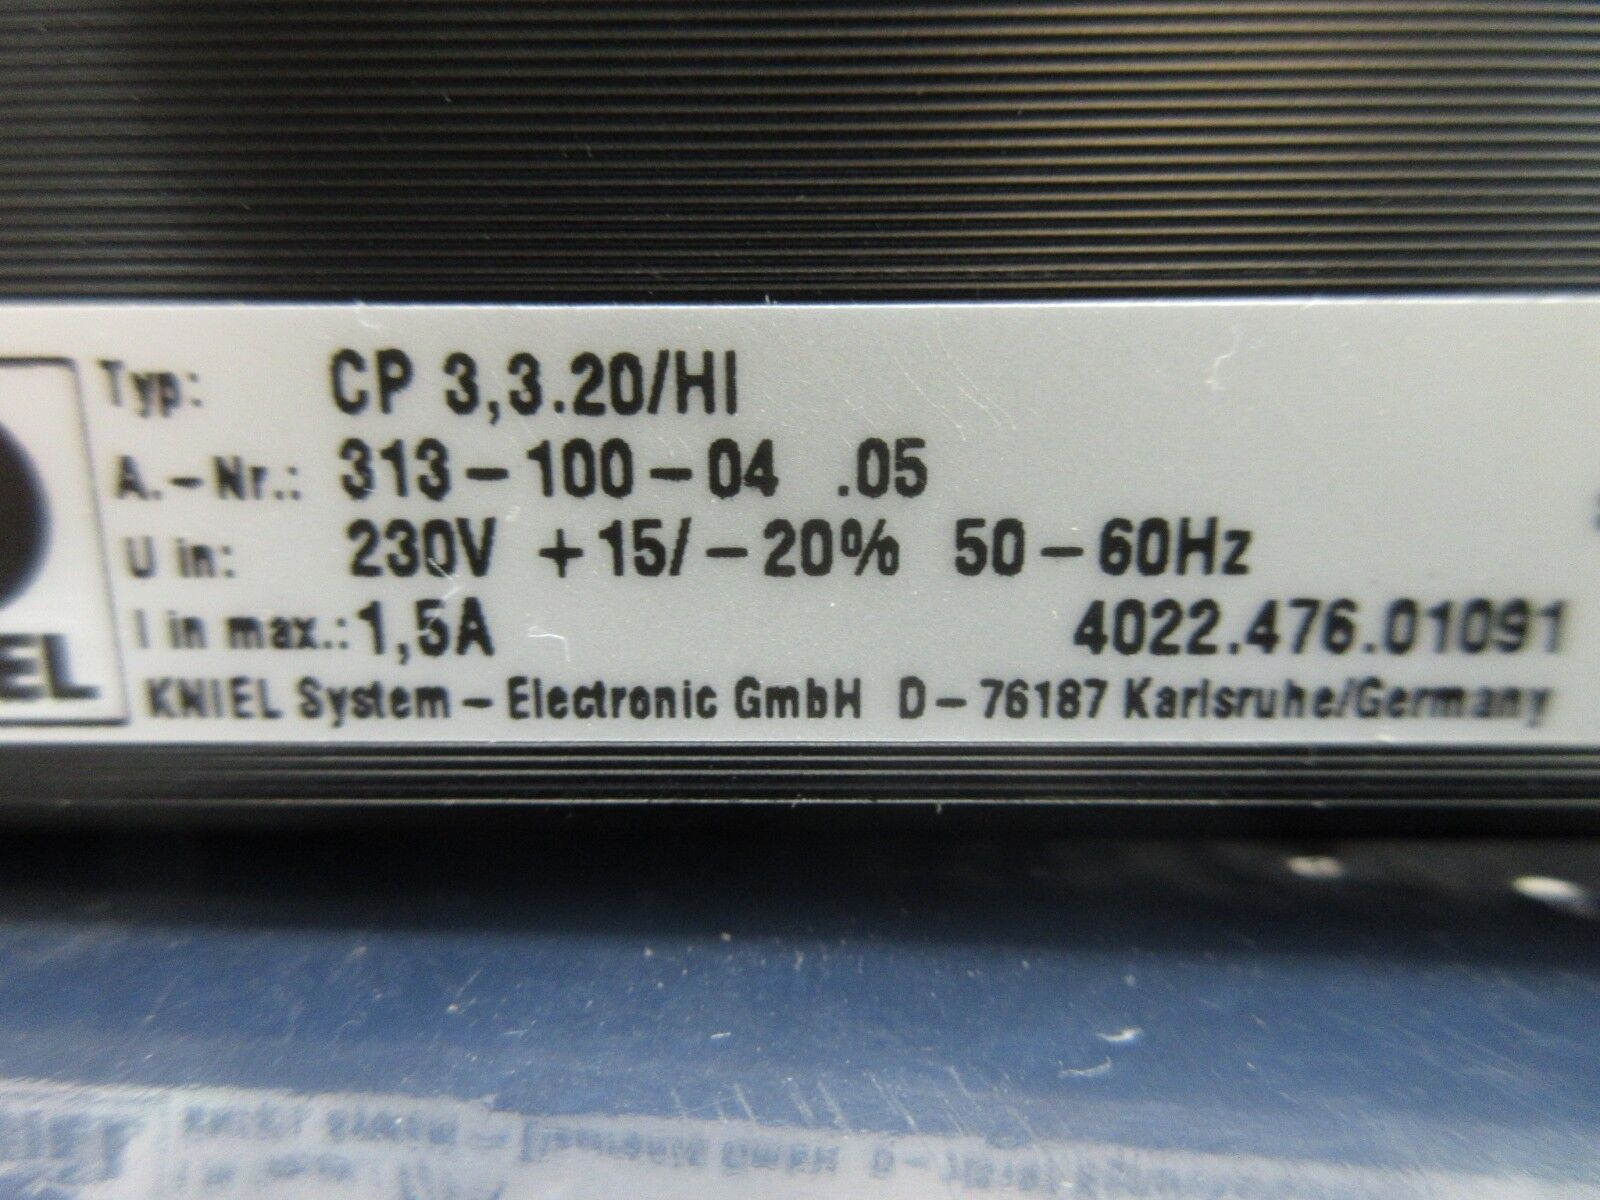 Typ: CP 3,3.20/HI
A.-Nr.: 313-100-04 .05
U in: 230V +15/-20% 50-60Hz
I in max.: 1,5A 4022.476.01091
EL
KNIEL System-Electronic GmbH D-76187 Karlsruhe/Germany